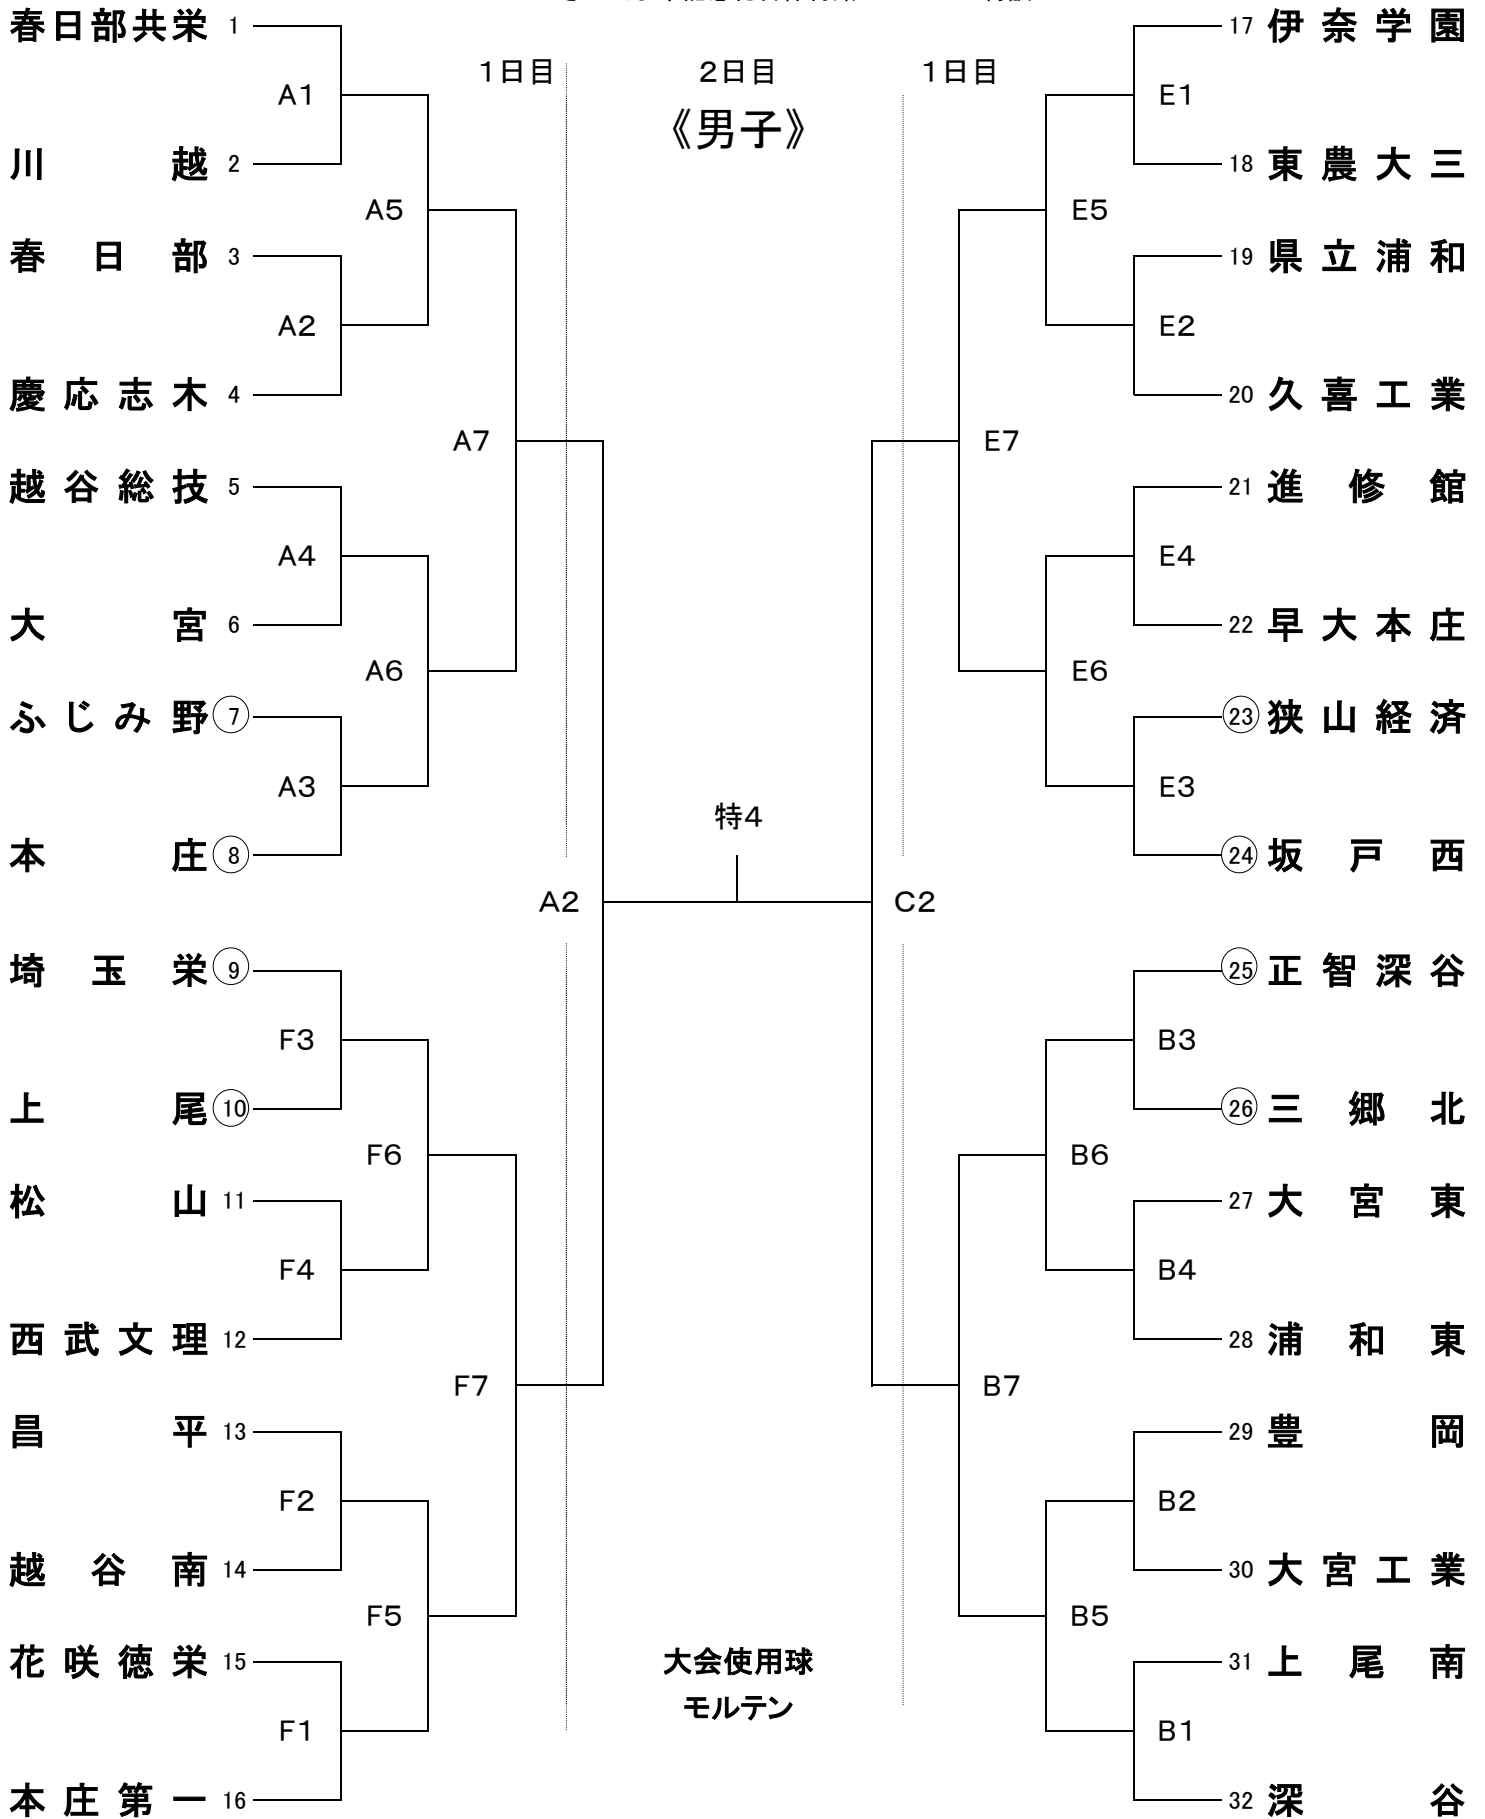 1日目
2日目
1日目
《男子》
春日部共栄 1
A1
川越 2
A5
春日部 3
A2
慶応志木 4
A7
越谷総技 5
A4
大宮 6
A6
ふじみ野 7
A3
本庄 8
A2
埼玉栄 9
F3
上尾 10
F6
松山 11
F4
西武文理 12
F7
昌平 13
F2
越谷南 14
F5
花咲徳栄 15
F1
本庄第一 16
特4
大会使用球
モルテン
17 伊奈学園
E1
18 東農大三
E5
19 県立浦和
E2
20 久喜工業
E7
21 進修館
E4
22 早大本庄
E6
23 狭山経済
E3
24 坂戸西
C2
25 正智深谷
B3
26 三郷北
B6
27 大宮東
B4
28 浦和東
B7
29 豊岡
B2
30 大宮工業
B5
31 上尾南
B1
32 深谷